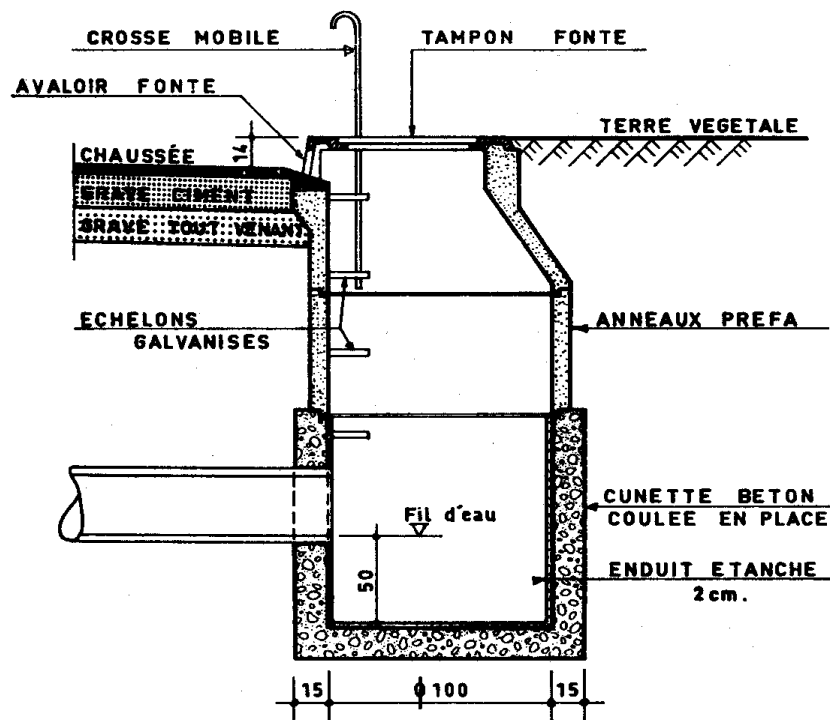 CROSSE MOBILE
TAMPON FONTE
AVALOIR FONTE
TERRE VEGETALE
14
CHAUSSÉE
GRAVE CIMENT
GRAVE TOUT VENANT
ECHELONS
GALVANISES
ANNEAUX PREFA
Fil d'eau
CUNETTE BETON
COULEE EN PLACE
50
ENDUIT ETANCHE
2cm.
15
Ø100
15